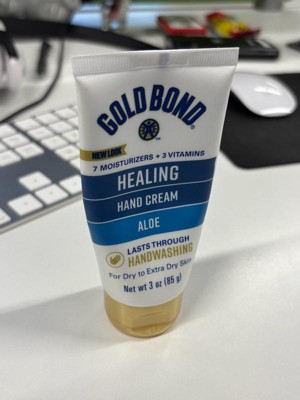 GOLD BOND
NEW LOOK
7 MOISTURIZERS + 3 VITAMINS
HEALING
HAND CREAM
ALOE
LASTS THROUGH
HANDWASHING
For Dry to Extra Dry Skin
Net wt 3 oz (85 g)